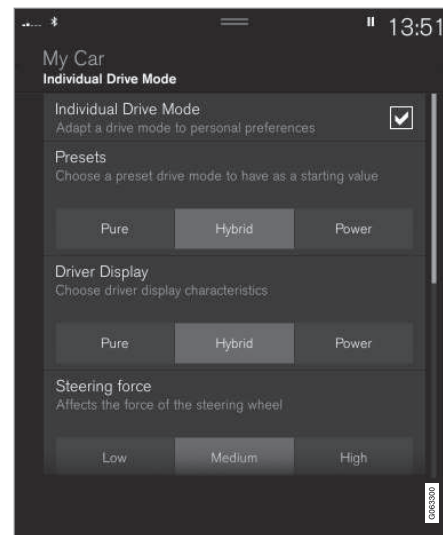 13:51
My Car
Individual Drive Mode
Individual Drive Mode
Adapt a drive mode to personal preferences
Presets
Choose a preset drive mode to have as a starting value
Pure Hybrid Power
Driver Display
Choose driver display characteristics
Pure Hybrid Power
Steering force
Affects the force of the steering wheel
Low Medium High
G063300